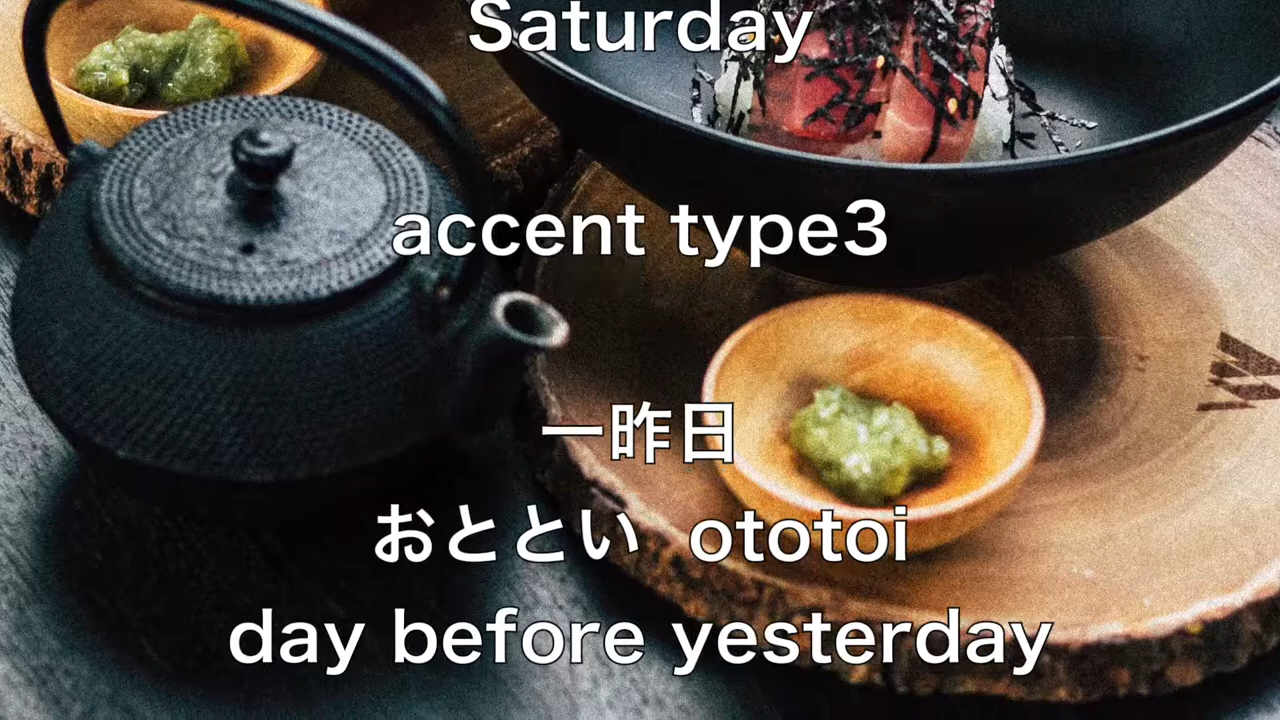 Saturday
accent type3
一昨日
おととい ototoi
day before yesterday